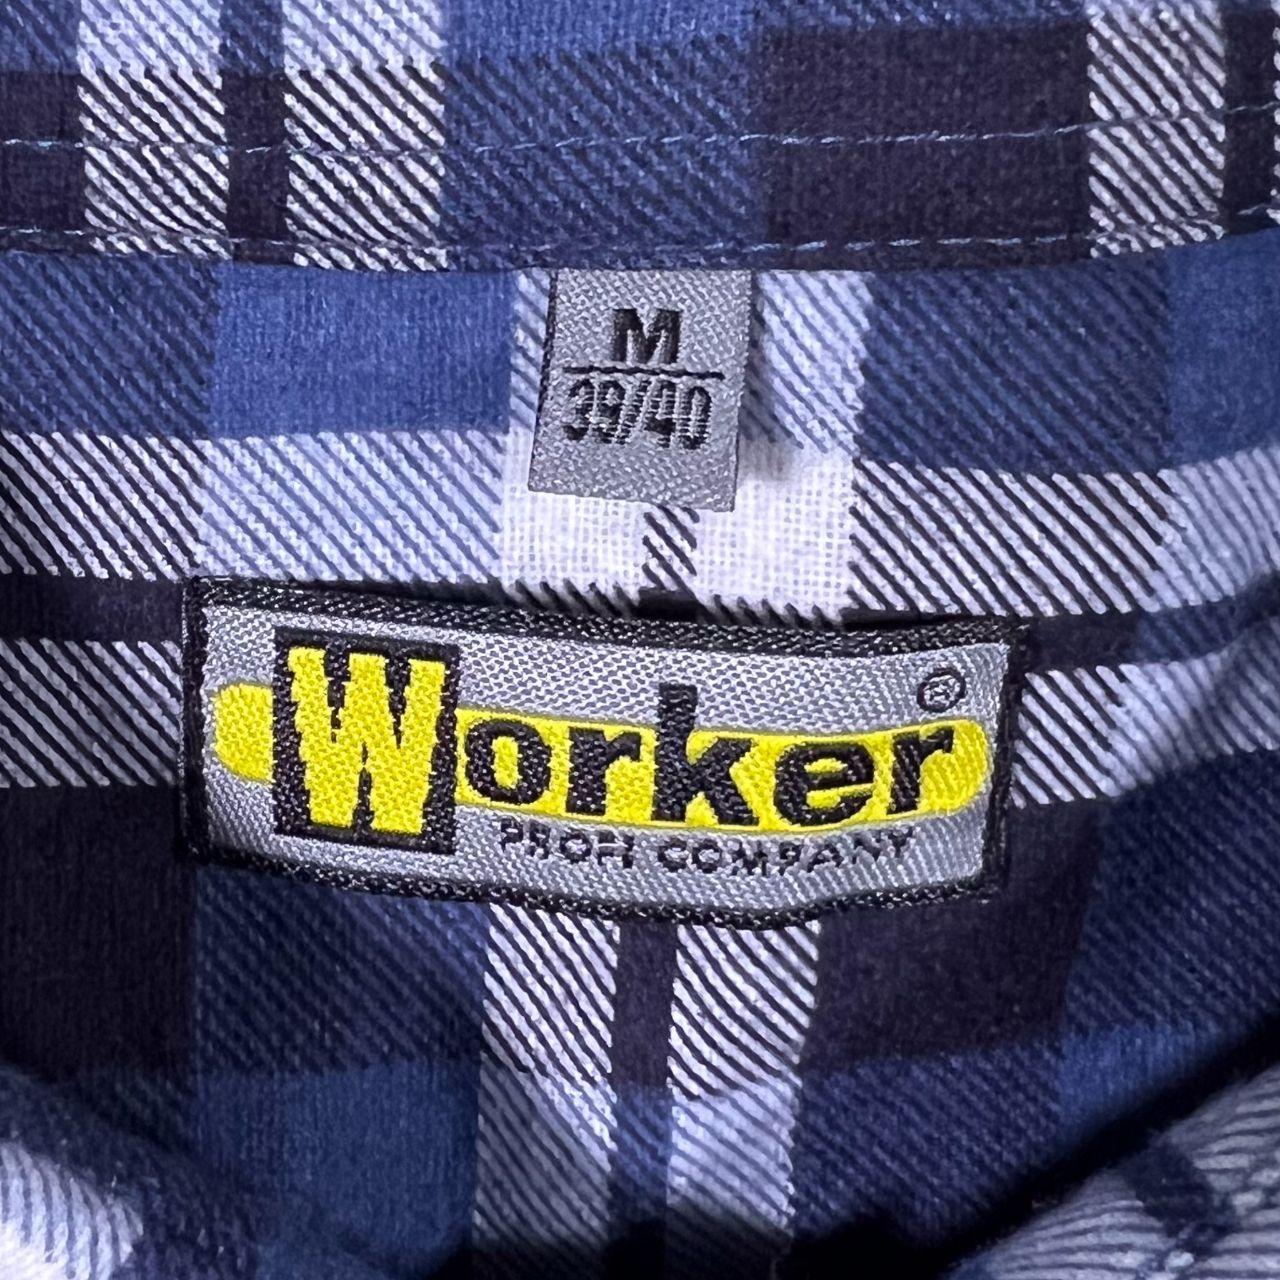 M
39/40
Worker ®
PROFI COMPANY